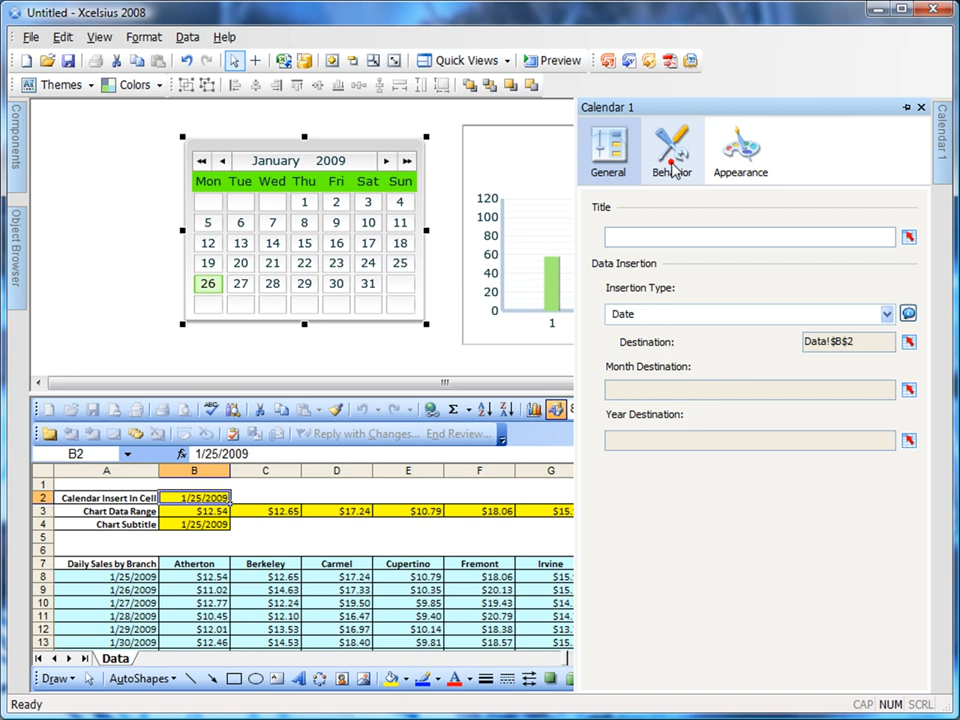 Untitled - Xcelsius 2008
File Edit View Format Data Help
Quick Views Preview
Themes Colors
Components
Object Browser
January 2009
Mon Tue Wed Thu Fri Sat Sun
1 2 3 4
5 6 7 8 9 10 11
12 13 14 15 16 17 18
19 20 21 22 23 24 25
26 27 28 29 30 31
120
100
80
60
40
20
0
1
Calendar 1
General Behavior Appearance
Title
Data Insertion
Insertion Type:
Date
Destination: Data!$B$2
Month Destination:
Year Destination:
Calendar 1
Reply with Changes... End Review...
B2 fx 1/25/2009
A B C D E F G
1
2 Calendar Insert In Cell 1/25/2009
3 Chart Data Range $12.54 $12.65 $17.24 $10.79 $18.06 $15.
4 Chart Subtitle 1/25/2009
5
6
7 Daily Sales by Branch Atherton Berkeley Carmel Cupertino Fremont Irvine
8 1/25/2009 $12.54 $12.65 $17.24 $10.79 $18.06 $15.
9 1/26/2009 $11.02 $14.63 $17.33 $10.35 $20.13 $14.
10 1/27/2009 $12.77 $12.24 $19.50 $9.85 $19.43 $14.
11 1/28/2009 $10.45 $12.10 $16.47 $9.40 $20.79 $14.
12 1/29/2009 $12.01 $13.53 $16.97 $10.14 $18.38 $15.
13 1/30/2009 $12.46 $14.53 $18.40 $9.81 $18.57 $15.
Data
Draw AutoShapes
Ready CAP NUM SCRL